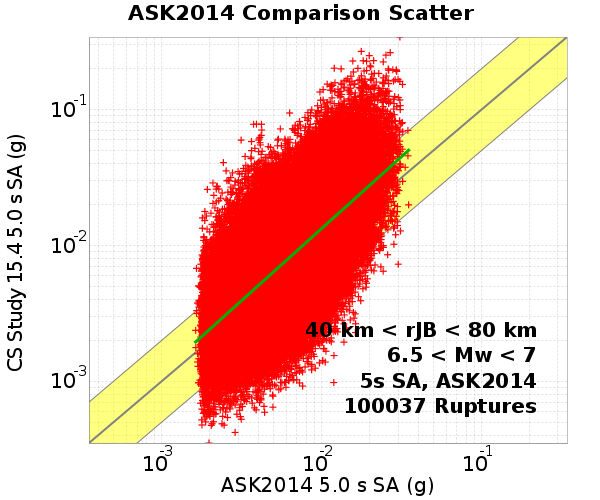 ASK2014 Comparison Scatter
CS Study 15.4 5.0 s SA (g)
10-1
10-2
10-3
40 km < rJB < 80 km
6.5 < Mw < 7
5s SA, ASK2014
100037 Ruptures
10-3 10-2 10-1
ASK2014 5.0 s SA (g)